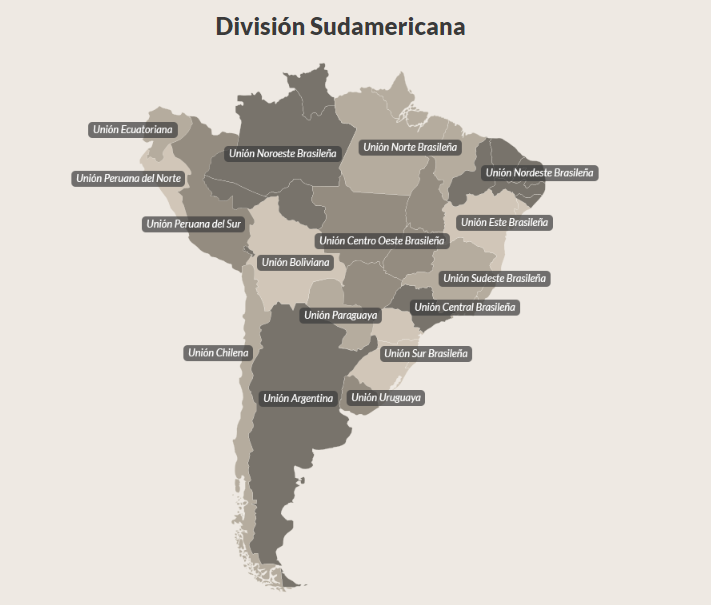 División Sudamericana
Unión Ecuatoriana
Unión Norte Brasileña
Unión Noroeste Brasileña
Unión Nordeste Brasileña
Unión Peruana del Norte
Unión Peruana del Sur
Unión Este Brasileña
Unión Centro Oeste Brasileña
Unión Boliviana
Unión Sudeste Brasileña
Unión Central Brasileña
Unión Paraguaya
Unión Chilena
Unión Sur Brasileña
Unión Argentina
Unión Uruguaya